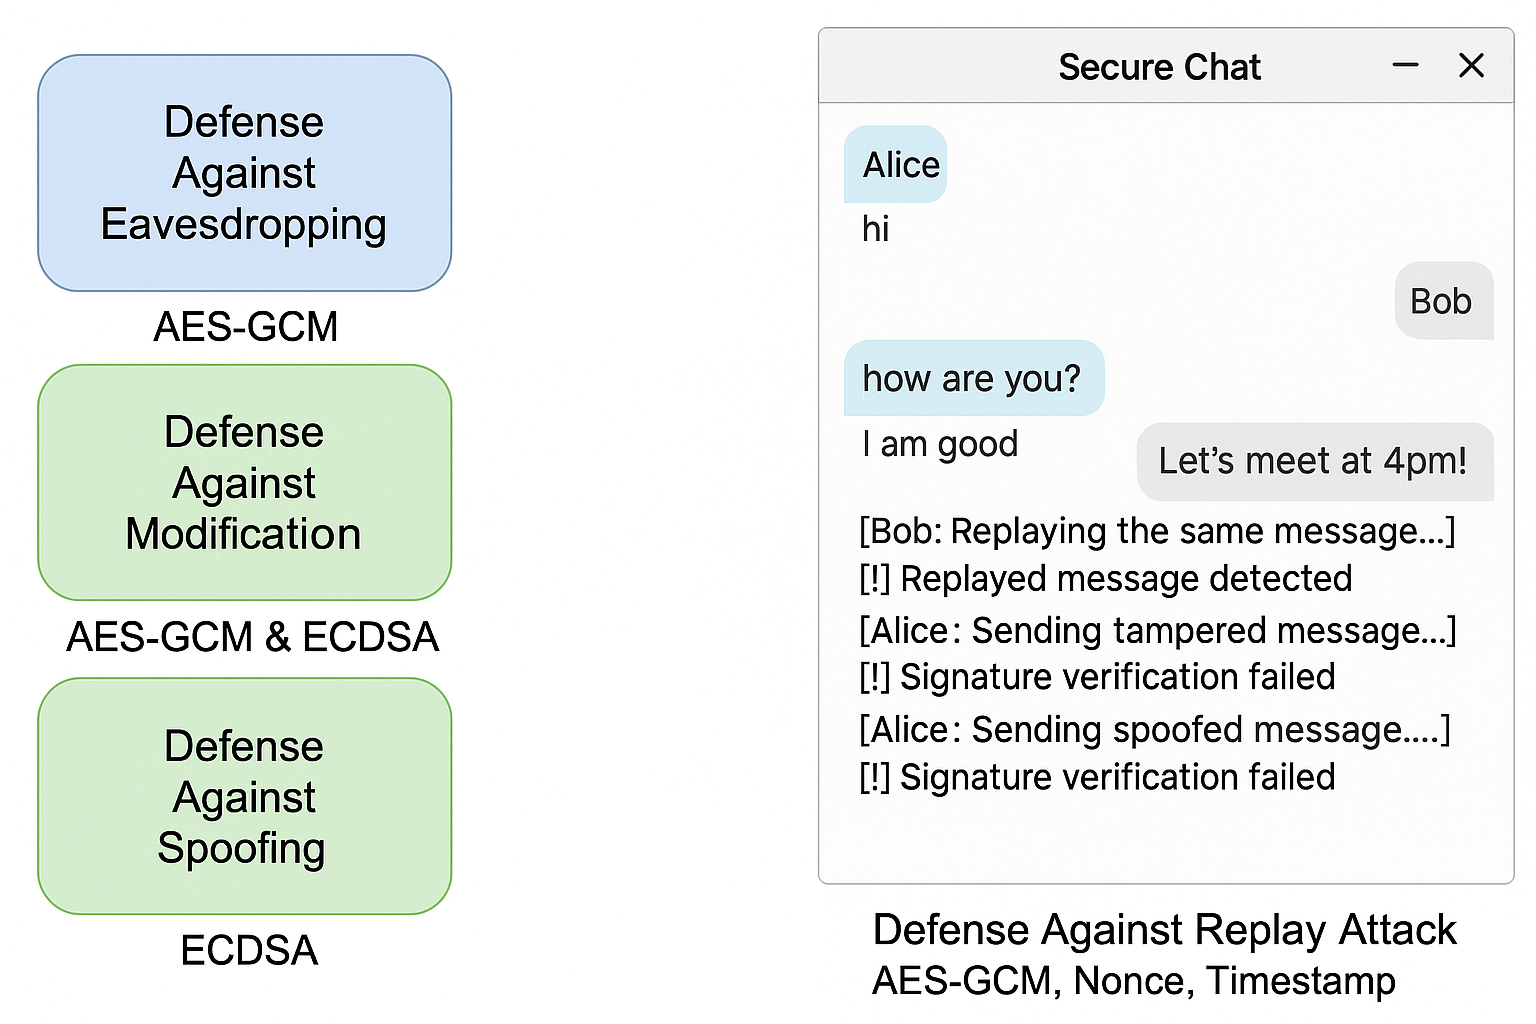 Defense
Against
Eavesdropping
AES-GCM
Defense
Against
Modification
AES-GCM & ECDSA
Defense
Against
Spoofing
ECDSA
Secure Chat
Alice
hi
Bob
how are you?
I am good
Let's meet at 4pm!
[Bob: Replaying the same message...]
[!] Replayed message detected
[Alice: Sending tampered message...]
[!] Signature verification failed
[Alice: Sending spoofed message....]
[!] Signature verification failed
Defense Against Replay Attack
AES-GCM, Nonce, Timestamp